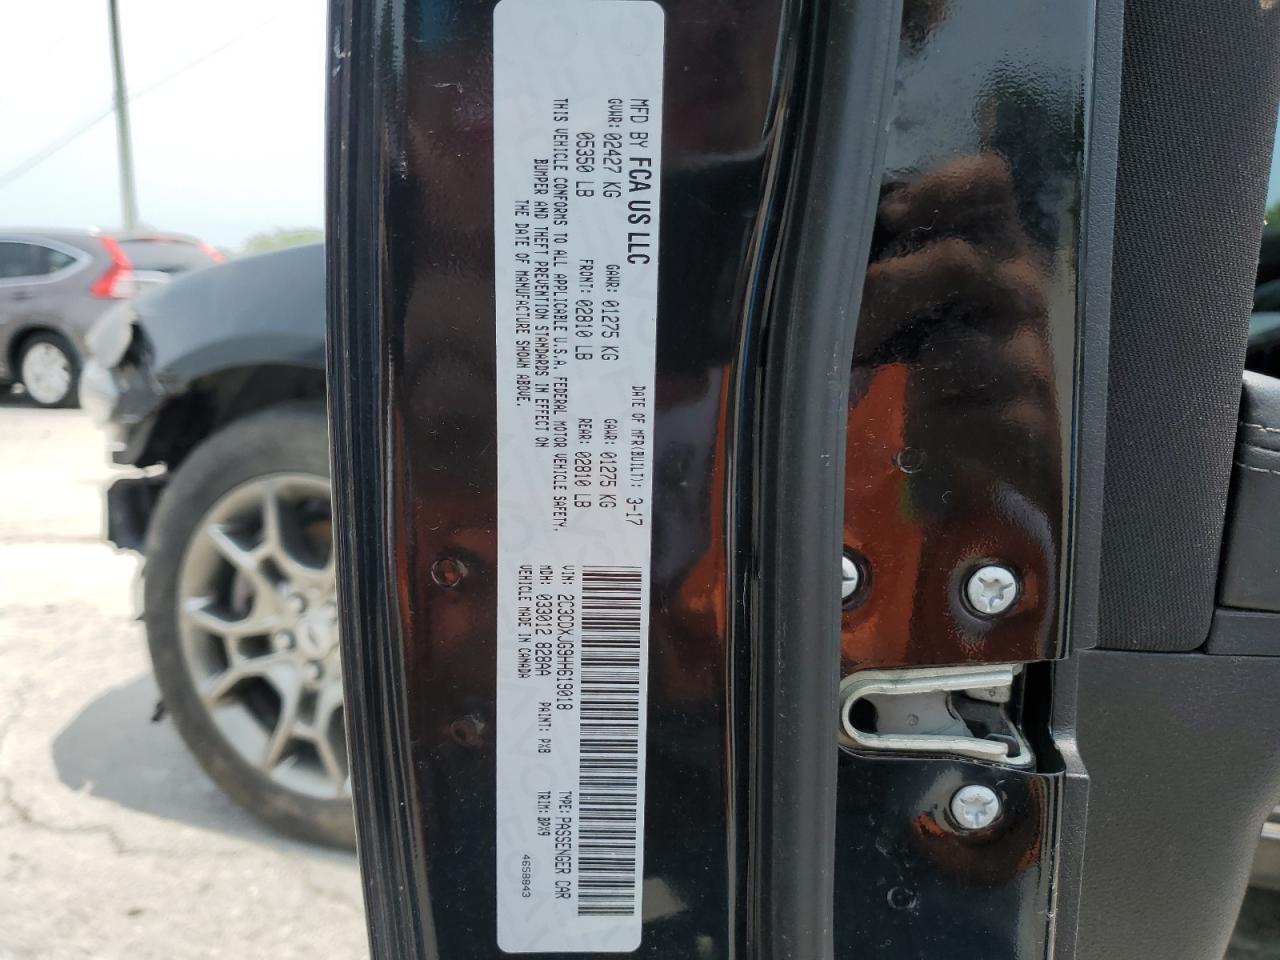 MFD BY FCA US LLC
DATE OF MFR(BUILT): 3-17
GVWR: 02427 KG
GAWR: 01275 KG
GAWR: 01275 KG
05350 LB
FRONT: 02810 LB
REAR: 02810 LB
THIS VEHICLE CONFORMS TO ALL APPLICABLE U.S.A. FEDERAL MOTOR VEHICLE SAFETY,
BUMPER AND THEFT PREVENTION STANDARDS IN EFFECT ON
THE DATE OF MANUFACTURE SHOWN ABOVE.
VIN: 2C3CDXJG9HH619018
TYPE: PASSENGER CAR
MDH: 033012 828AA
PAINT: PX8
TRIM: BPX9
VEHICLE MADE IN CANADA
4658843